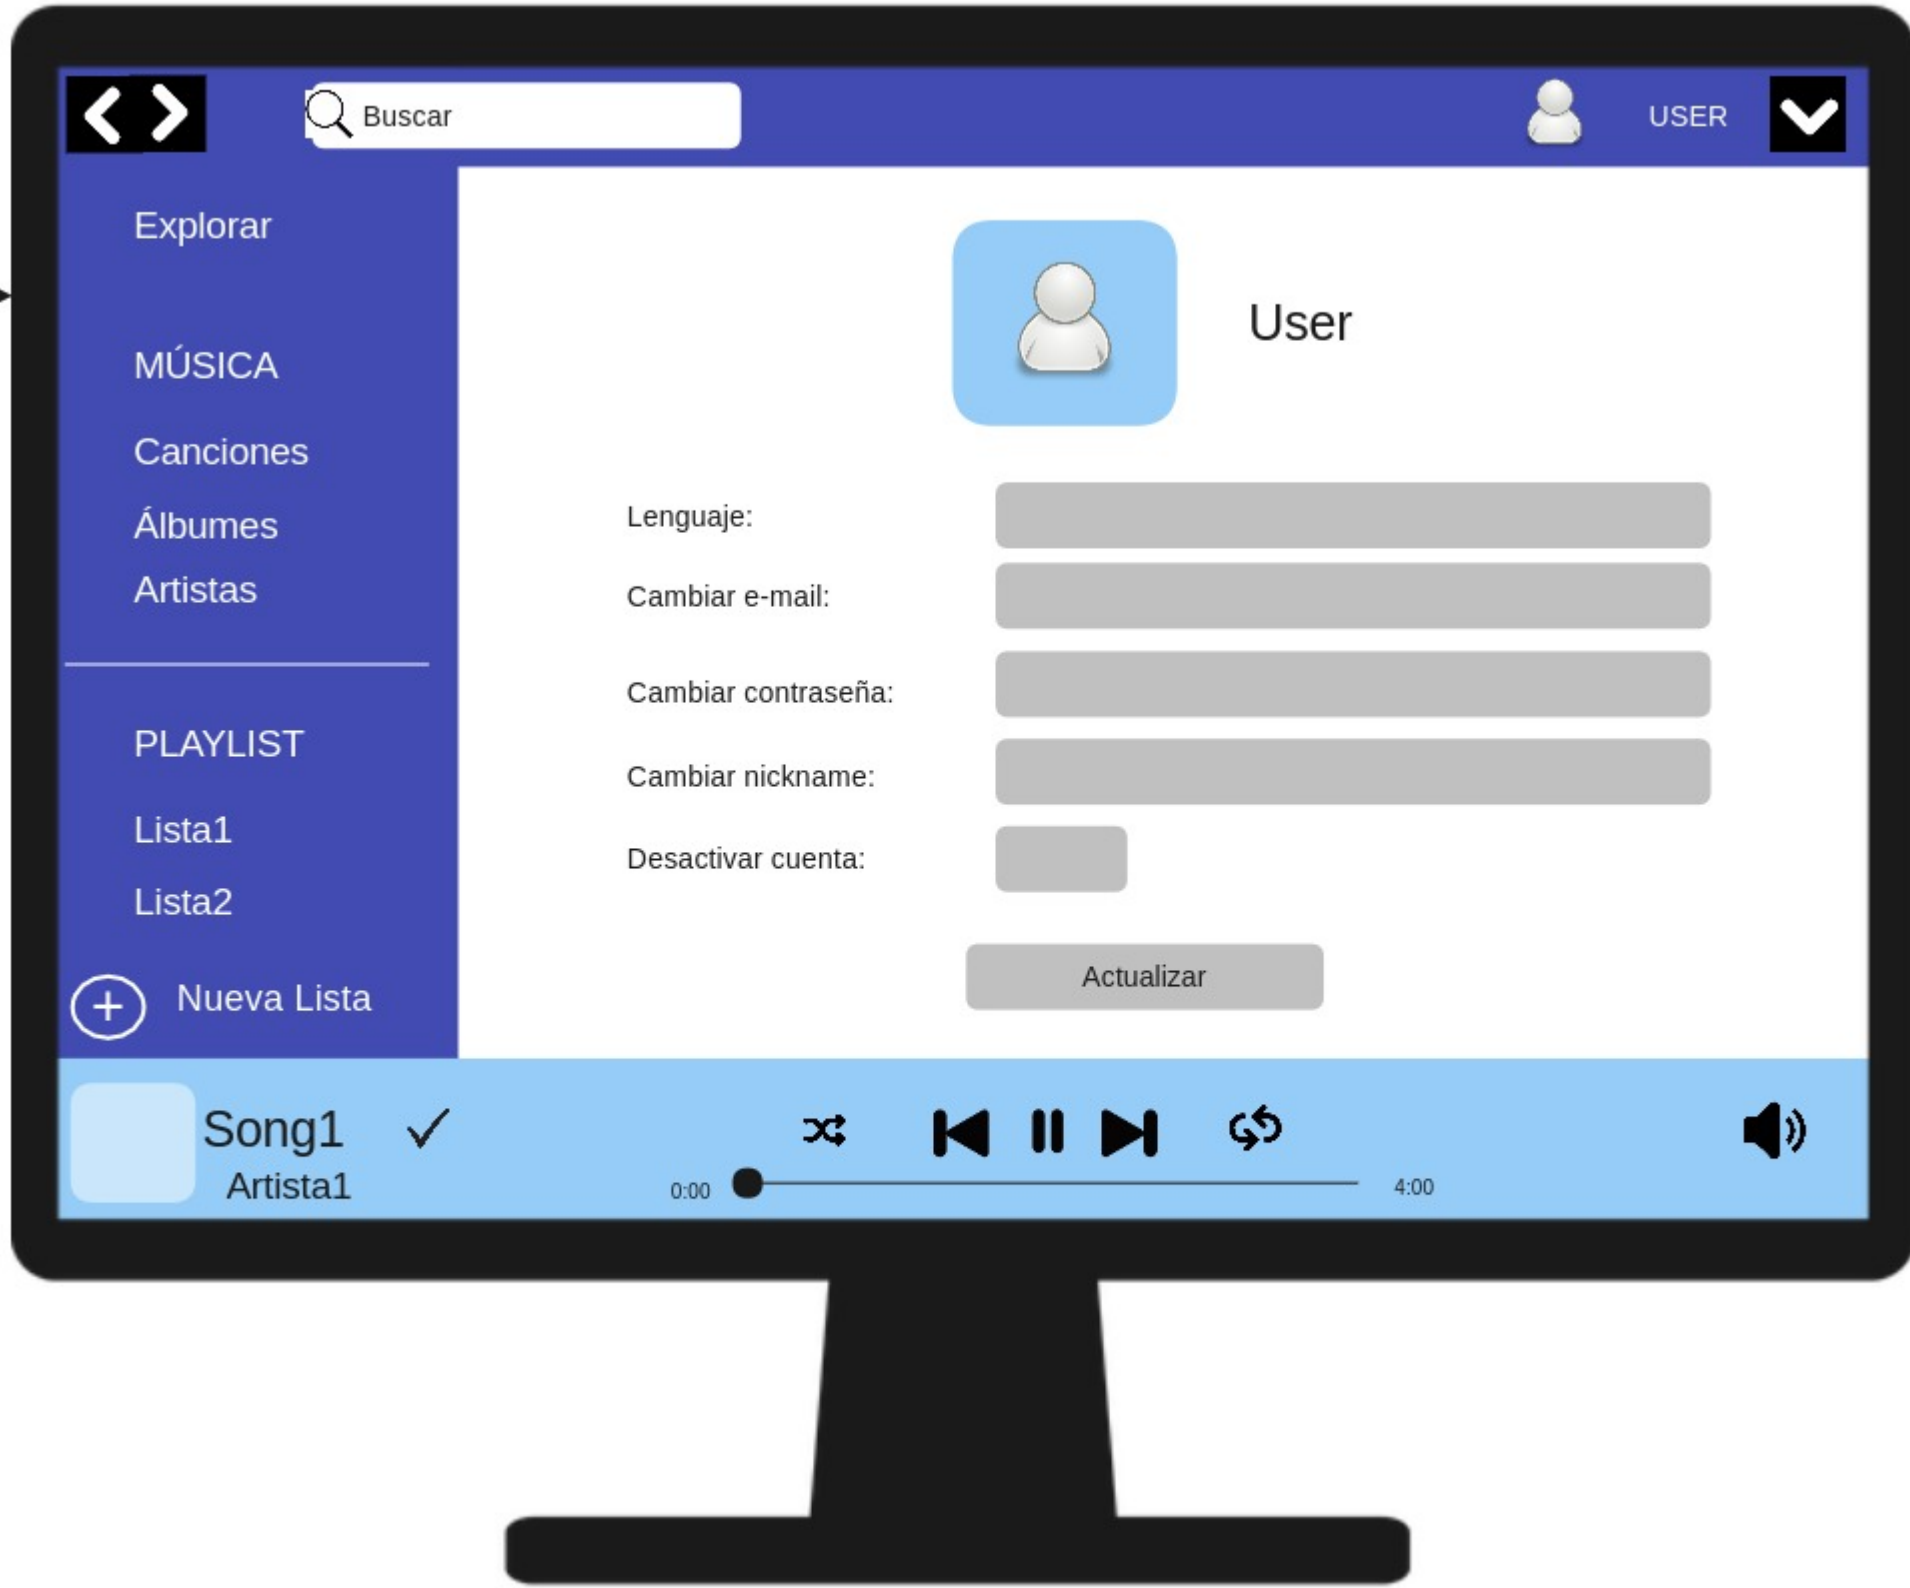 Buscar
USER
Explorar
MÚSICA
Canciones
Álbumes
Artistas
PLAYLIST
Lista1
Lista2
Nueva Lista
User
Lenguaje:
Cambiar e-mail:
Cambiar contraseña:
Cambiar nickname:
Desactivar cuenta:
Actualizar
Song1
Artista1
0:00
4:00